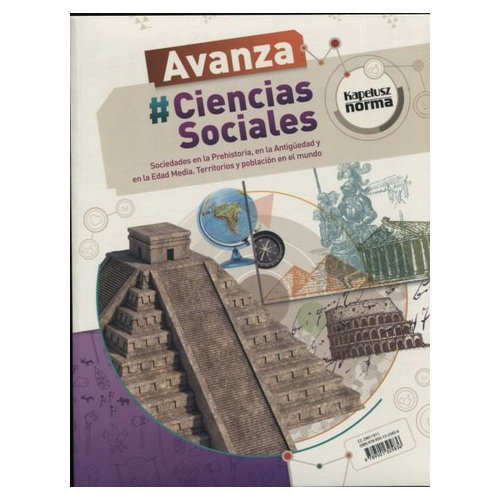 Avanza
#Ciencias
Sociales
Kapelusz
norma
Sociedades en la Prehistoria, en la Antigüedad y
en la Edad Media. Territorios y población en el mundo